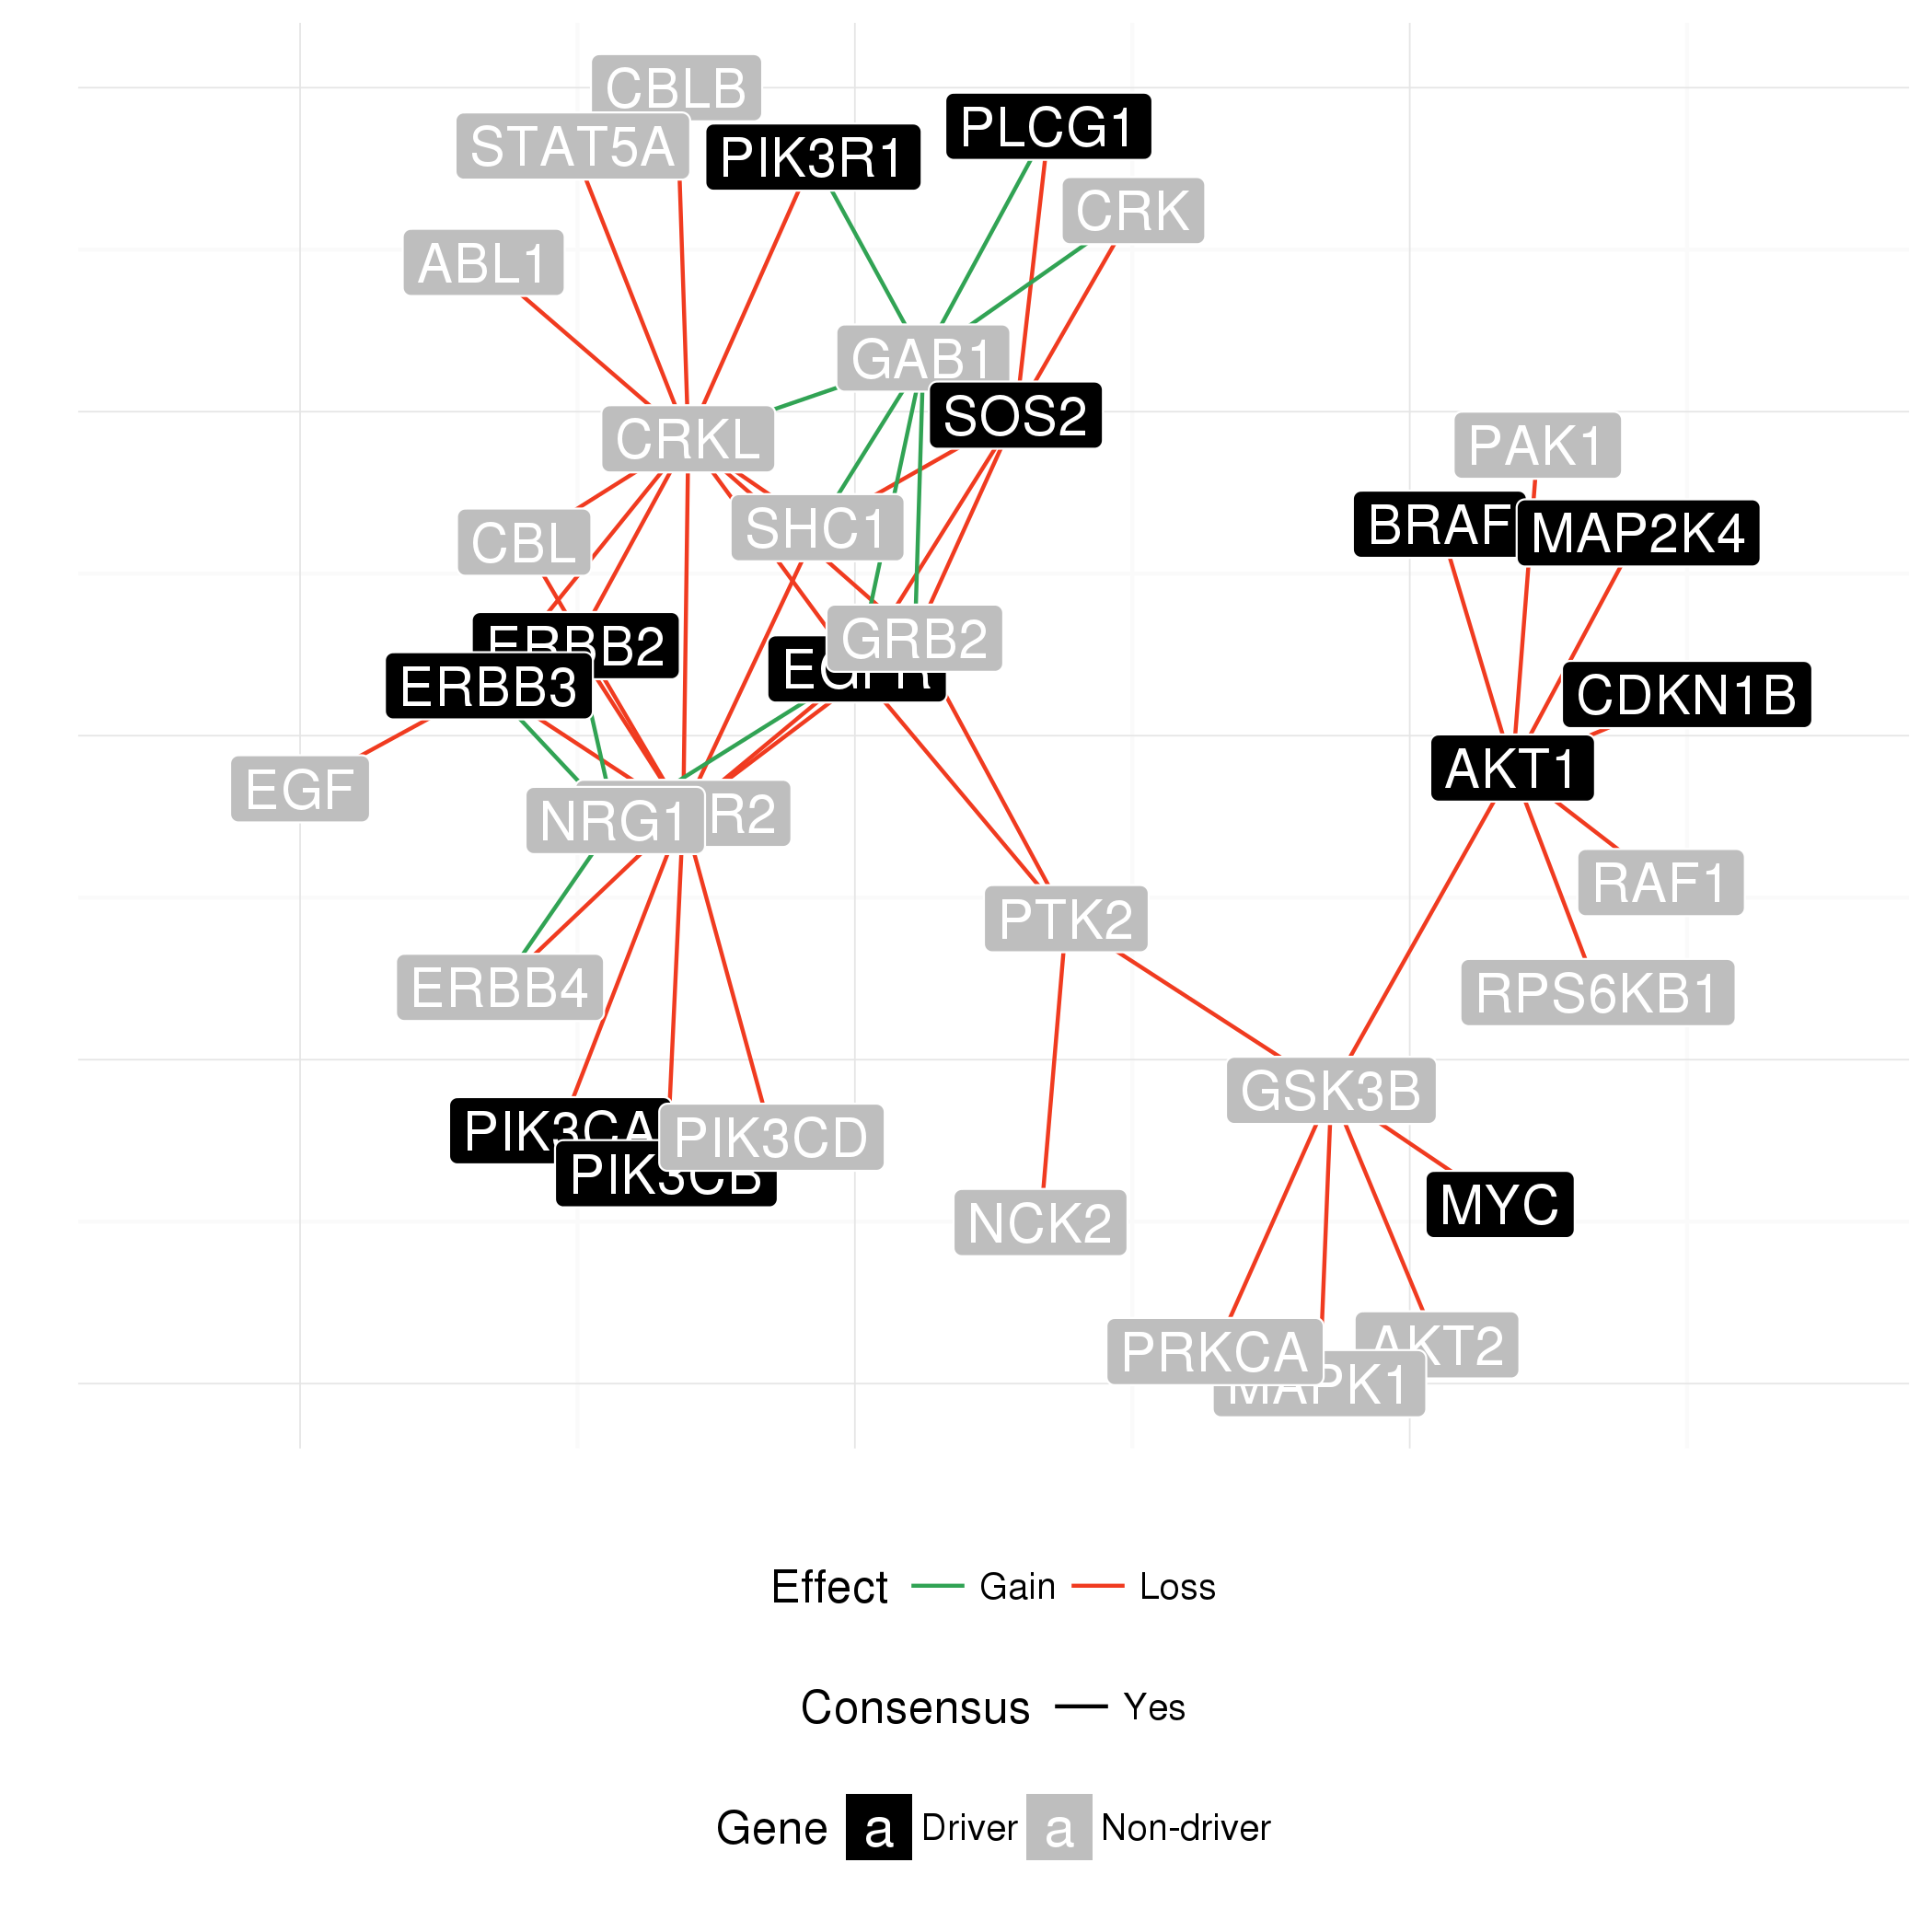 CBLB
PLCG1
STAT5A
PIK3R1
CRK
ABL1
GAB1
SOS2
CRKL
PAK1
BRAF
MAP2K4
SHC1
CBL
GRB2
ERBB2
EGFR
ERBB3
CDKN1B
AKT1
EGF
NRG1
R2
RAF1
PTK2
ERBB4
RPS6KB1
GSK3B
PIK3CA
PIK3CD
PIK3CB
MYC
NCK2
AKT2
PRKCA
MAPK1
Effect Gain Loss
Consensus Yes
Gene a Driver a Non-driver